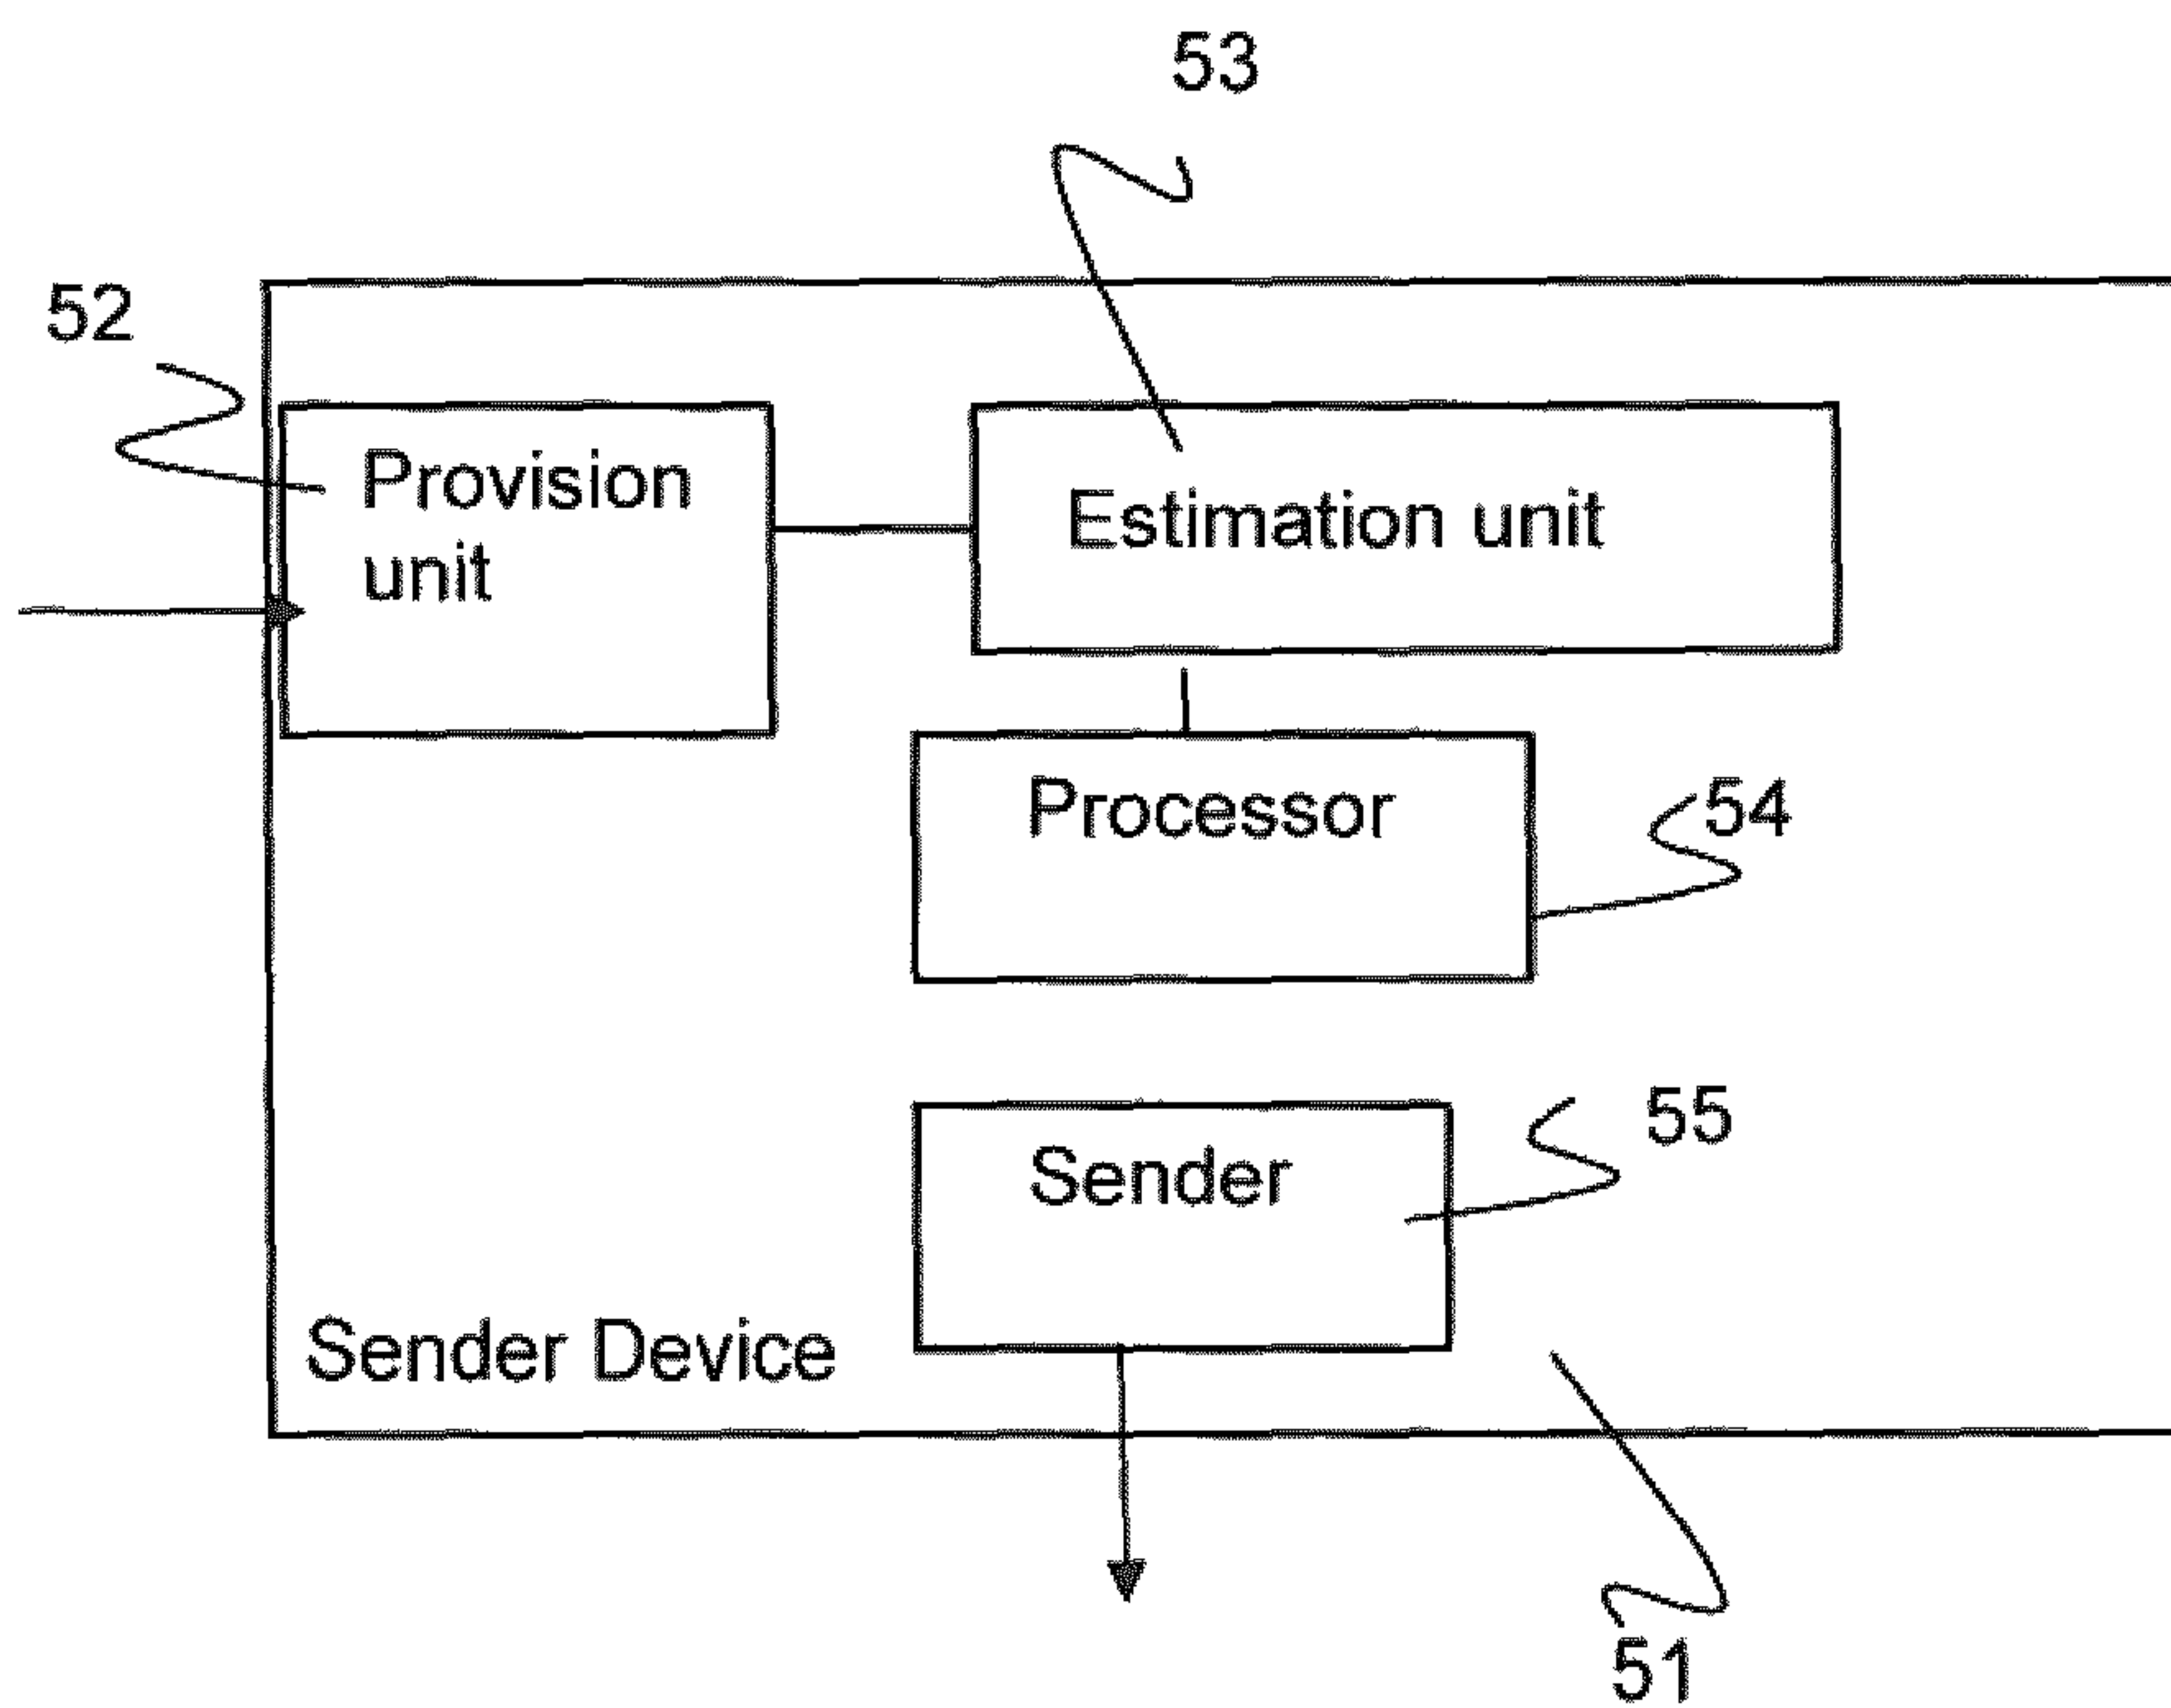 53
52
Provision
unit
Estimation unit
Processor
54
55
Sender
Sender Device
51